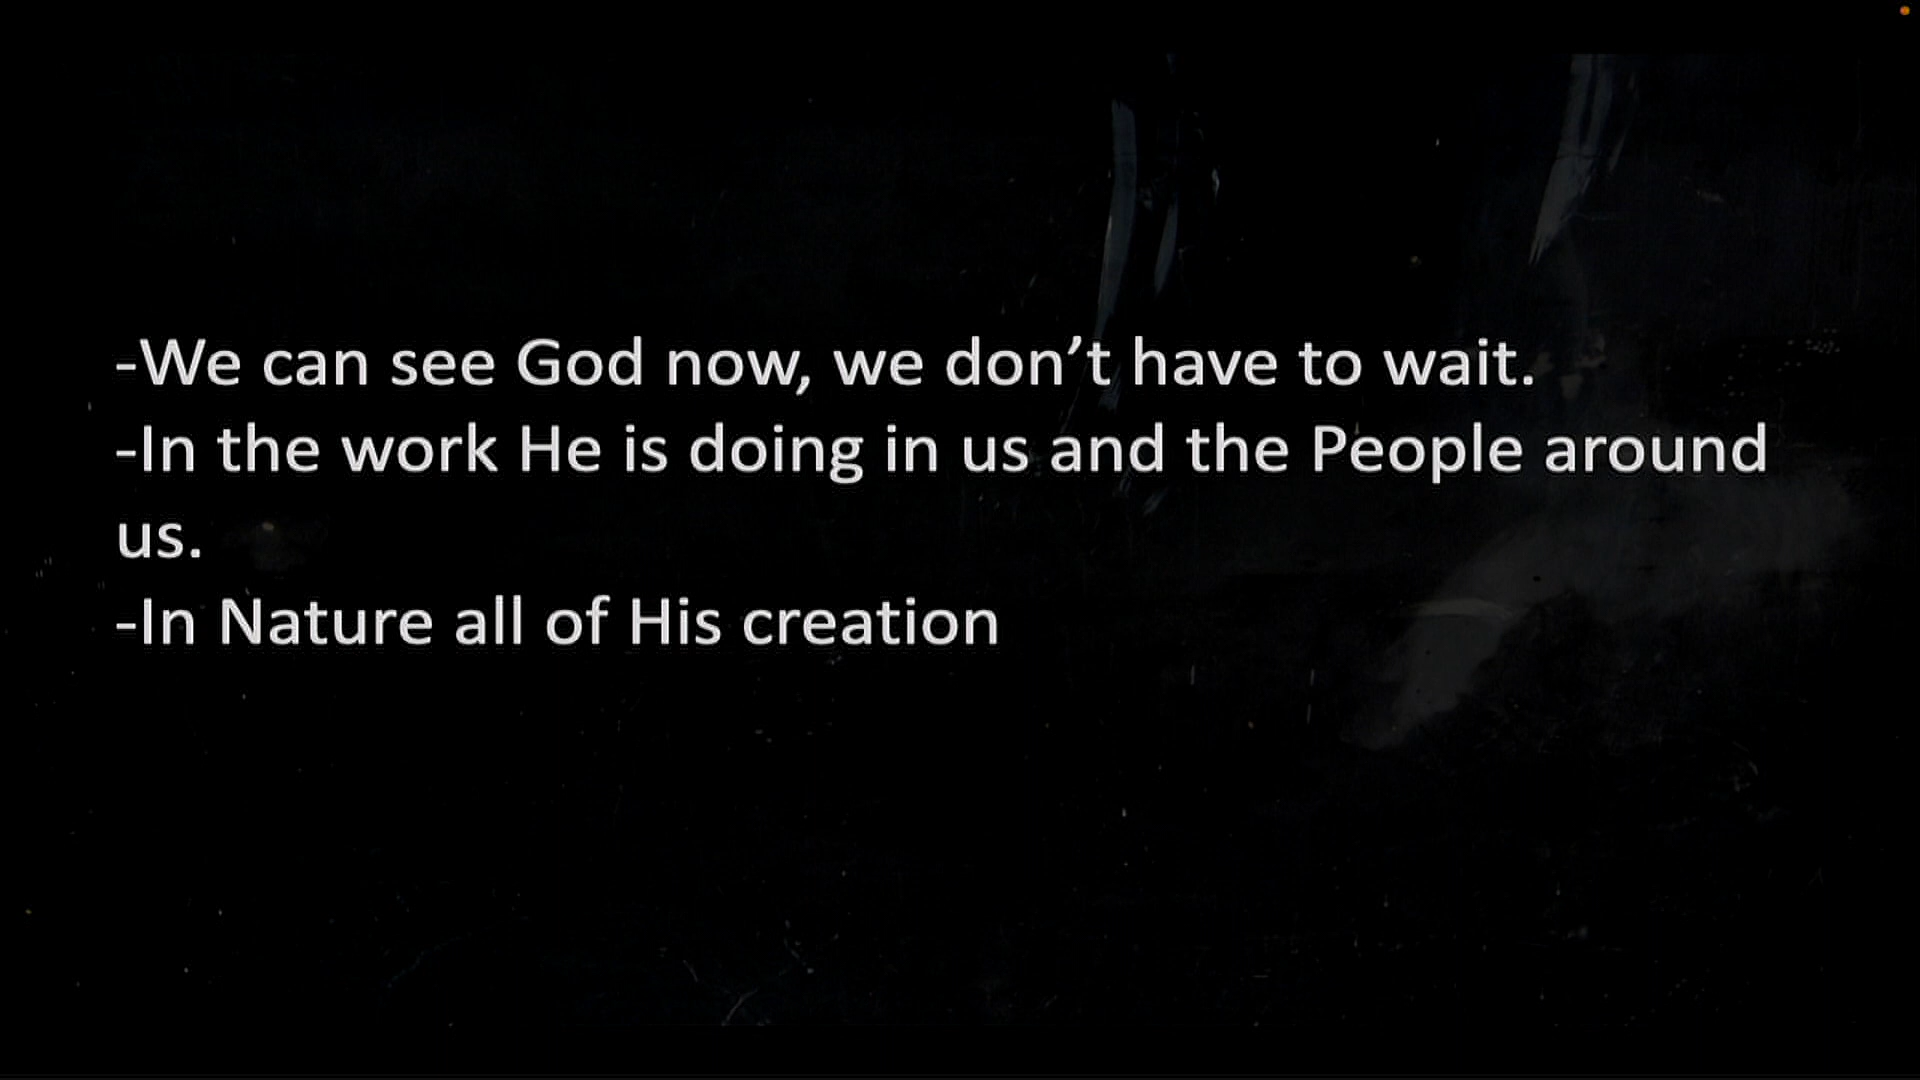 -We can see God now, we don’t have to wait.
-In the work He is doing in us and the People around
us.
-In Nature all of His creation